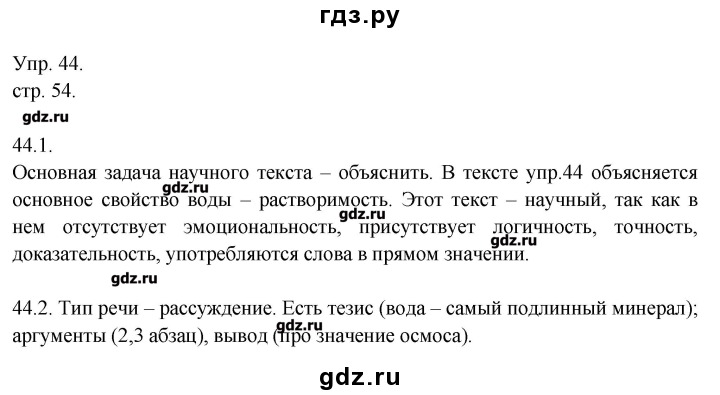 гдз.ру
Упр. 44.
стр. 54.
gdz.ru
44.1.
Основная задача научного текста – объяснить. В тексте упр.44 объясняется
gdz.ru
основное свойство воды – растворимость. Этот текст – научный, так как в
gdz.ru
нем отсутствует эмоциональность, присутствует логичность, точность,
gdz.ru
доказательность, употребляются слова в прямом значении.
gdz.ru
44.2. Тип речи – рассуждение. Есть тезис (вода – самый подлинный минерал);
gdz.ru
аргументы (2,3 абзац), вывод (про значение осмоса).
gdz.ru